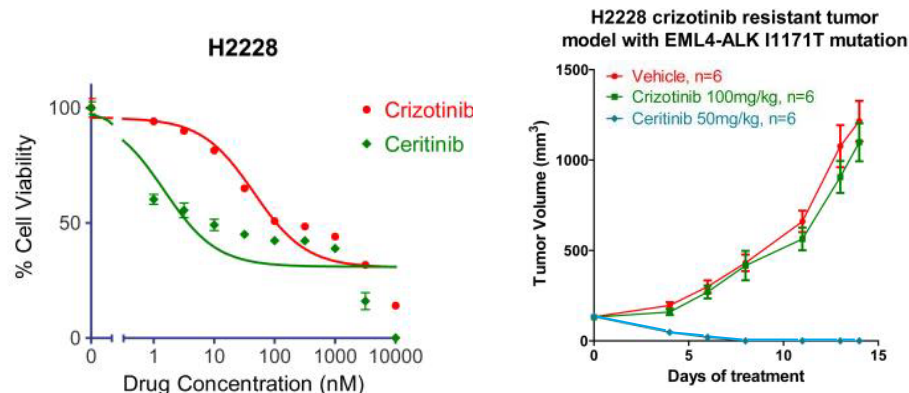 H2228
% Cell Viability
100
50
0
Crizotinib
Ceritinib
0 1 10 100 1000 10000
Drug Concentration (nM)
H2228 crizotinib resistant tumor
model with EML4-ALK I1171T mutation
Tumor Volume (mm³)
1500
1000
500
0
Vehicle, n=6
Crizotinib 100mg/kg, n=6
Ceritinib 50mg/kg, n=6
0 5 10 15
Days of treatment